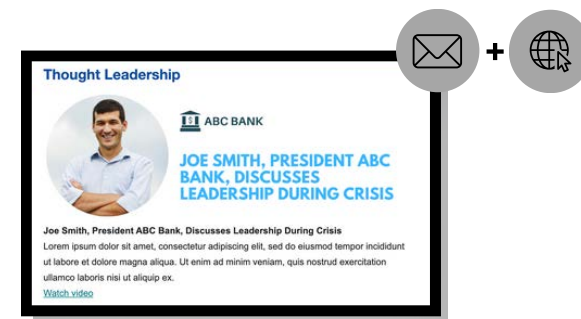 Thought Leadership
ABC BANK
JOE SMITH, PRESIDENT ABC
BANK, DISCUSSES
LEADERSHIP DURING CRISIS
Joe Smith, President ABC Bank, Discusses Leadership During Crisis
Lorem ipsum dolor sit amet, consectetur adipiscing elit, sed do eiusmod tempor incididunt
ut labore et dolore magna aliqua. Ut enim ad minim veniam, quis nostrud exercitation
ullamco laboris nisi ut aliquip ex.
Watch video
+